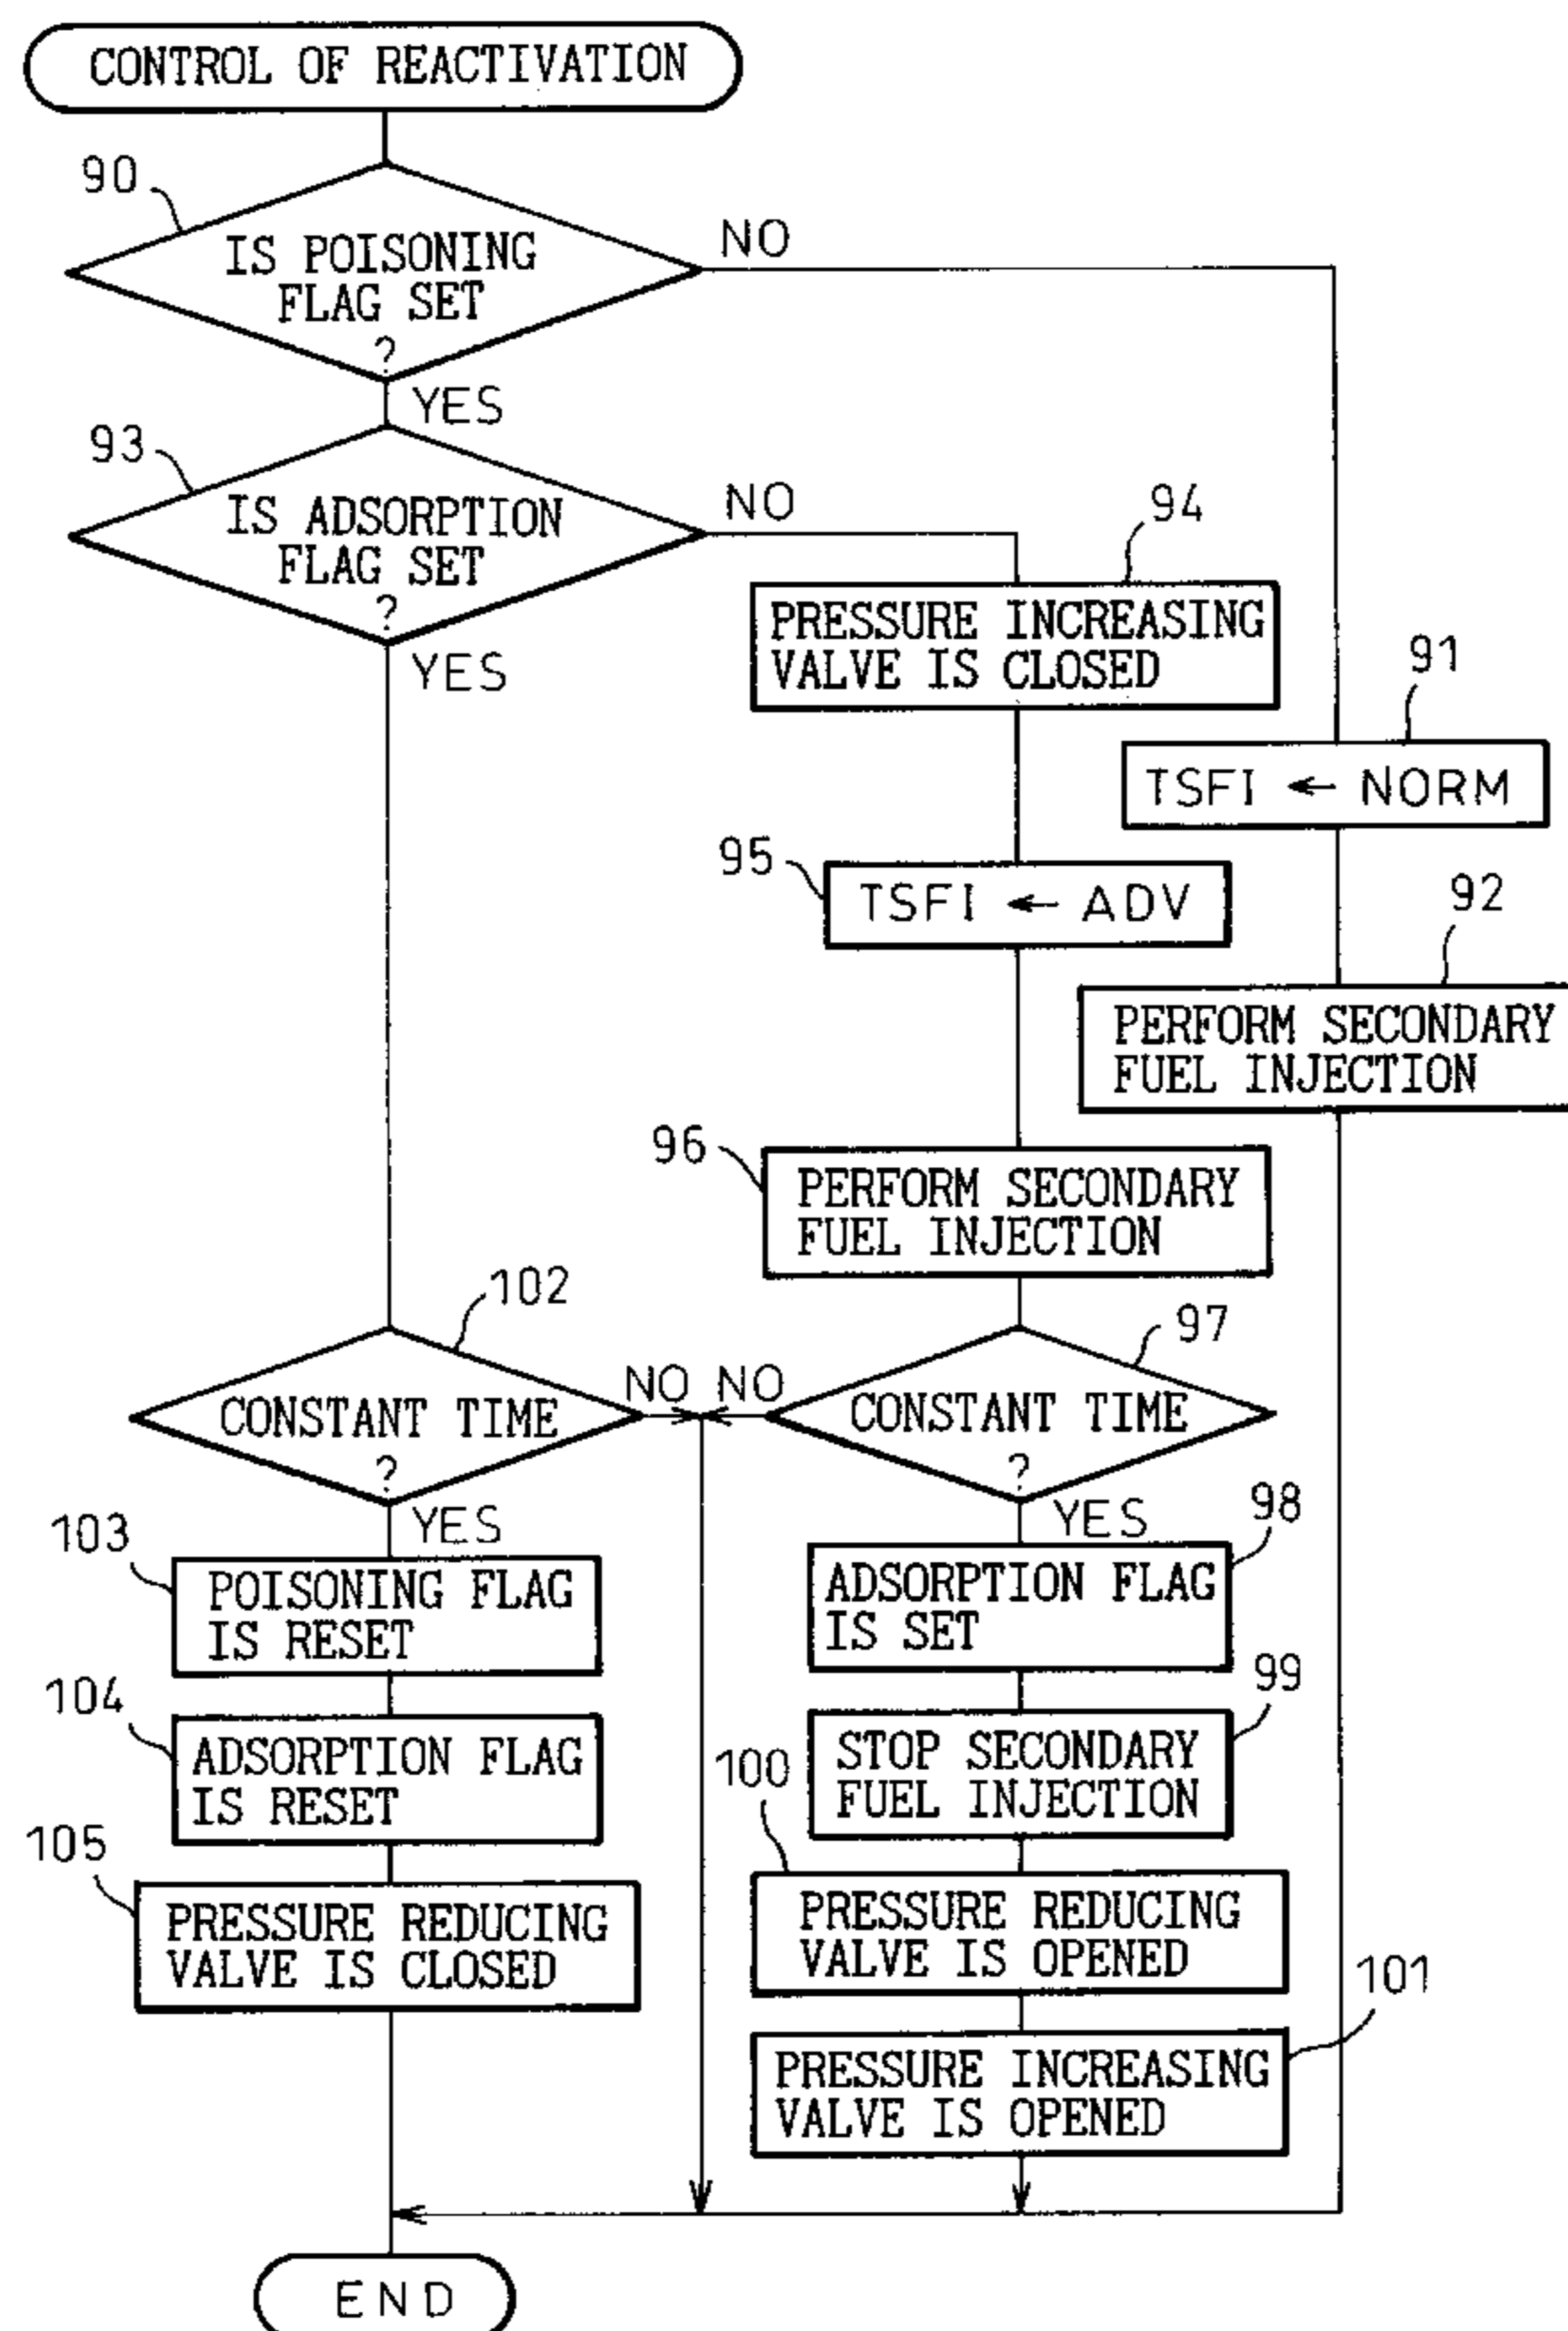 CONTROL OF REACTIVATION
90
IS POISONING
FLAG SET
?
NO
YES
93
IS ADSORPTION
FLAG SET
?
NO
YES
94
PRESSURE INCREASING
VALVE IS CLOSED
91
TSFI ← NORM
95
TSFI ← ADV
92
PERFORM SECONDARY
FUEL INJECTION
96
PERFORM SECONDARY
FUEL INJECTION
102
CONSTANT TIME
?
NO
YES
97
NO
CONSTANT TIME
?
YES
103
POISONING FLAG
IS RESET
98
ADSORPTION FLAG
IS SET
104
ADSORPTION FLAG
IS RESET
99
STOP SECONDARY
FUEL INJECTION
105
PRESSURE REDUCING
VALVE IS CLOSED
100
PRESSURE REDUCING
VALVE IS OPENED
101
PRESSURE INCREASING
VALVE IS OPENED
END